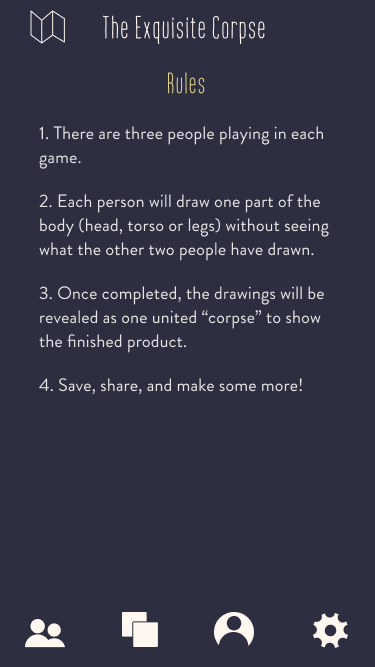 The Exquisite Corpse
Rules
1. There are three people playing in each
game.
2. Each person will draw one part of the
body (head, torso or legs) without seeing
what the other two people have drawn.
3. Once completed, the drawings will be
revealed as one united “corpse” to show
the finished product.
4. Save, share, and make some more!